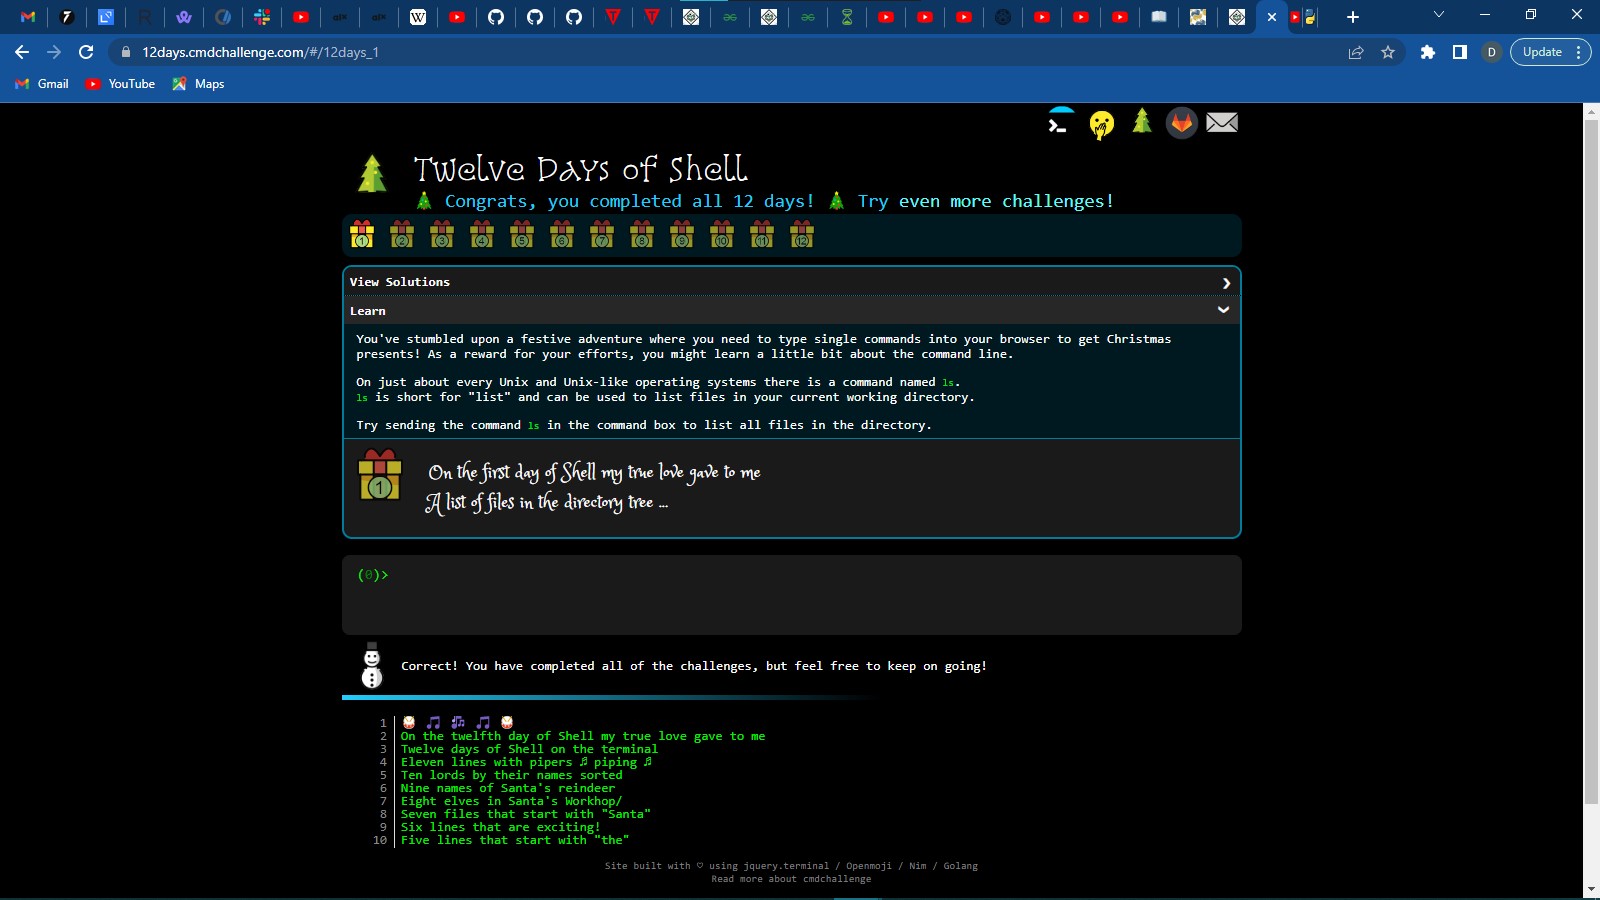 12days.cmdchallenge.com/#/12days_1
D
Update
Gmail
YouTube
Maps
Twelve Days of Shell
Congrats, you completed all 12 days! Try even more challenges!
1 2 3 4 5 6 7 8 9 10 11 12
View Solutions
Learn
You've stumbled upon a festive adventure where you need to type single commands into your browser to get Christmas
presents! As a reward for your efforts, you might learn a little bit about the command line.
On just about every Unix and Unix-like operating systems there is a command named ls.
ls is short for "list" and can be used to list files in your current working directory.
Try sending the command ls in the command box to list all files in the directory.
1
On the first day of Shell my true love gave to me
A list of files in the directory tree ...
(0)>
Correct! You have completed all of the challenges, but feel free to keep on going!
1
2 On the twelfth day of Shell my true love gave to me
3 Twelve days of Shell on the terminal
4 Eleven lines with pipers ♬ piping ♬
5 Ten lords by their names sorted
6 Nine names of Santa's reindeer
7 Eight elves in Santa's Workhop/
8 Seven files that start with "Santa"
9 Six lines that are exciting!
10 Five lines that start with "the"
Site built with ♡ using jquery.terminal / Openmoji / Nim / Golang
Read more about cmdchallenge